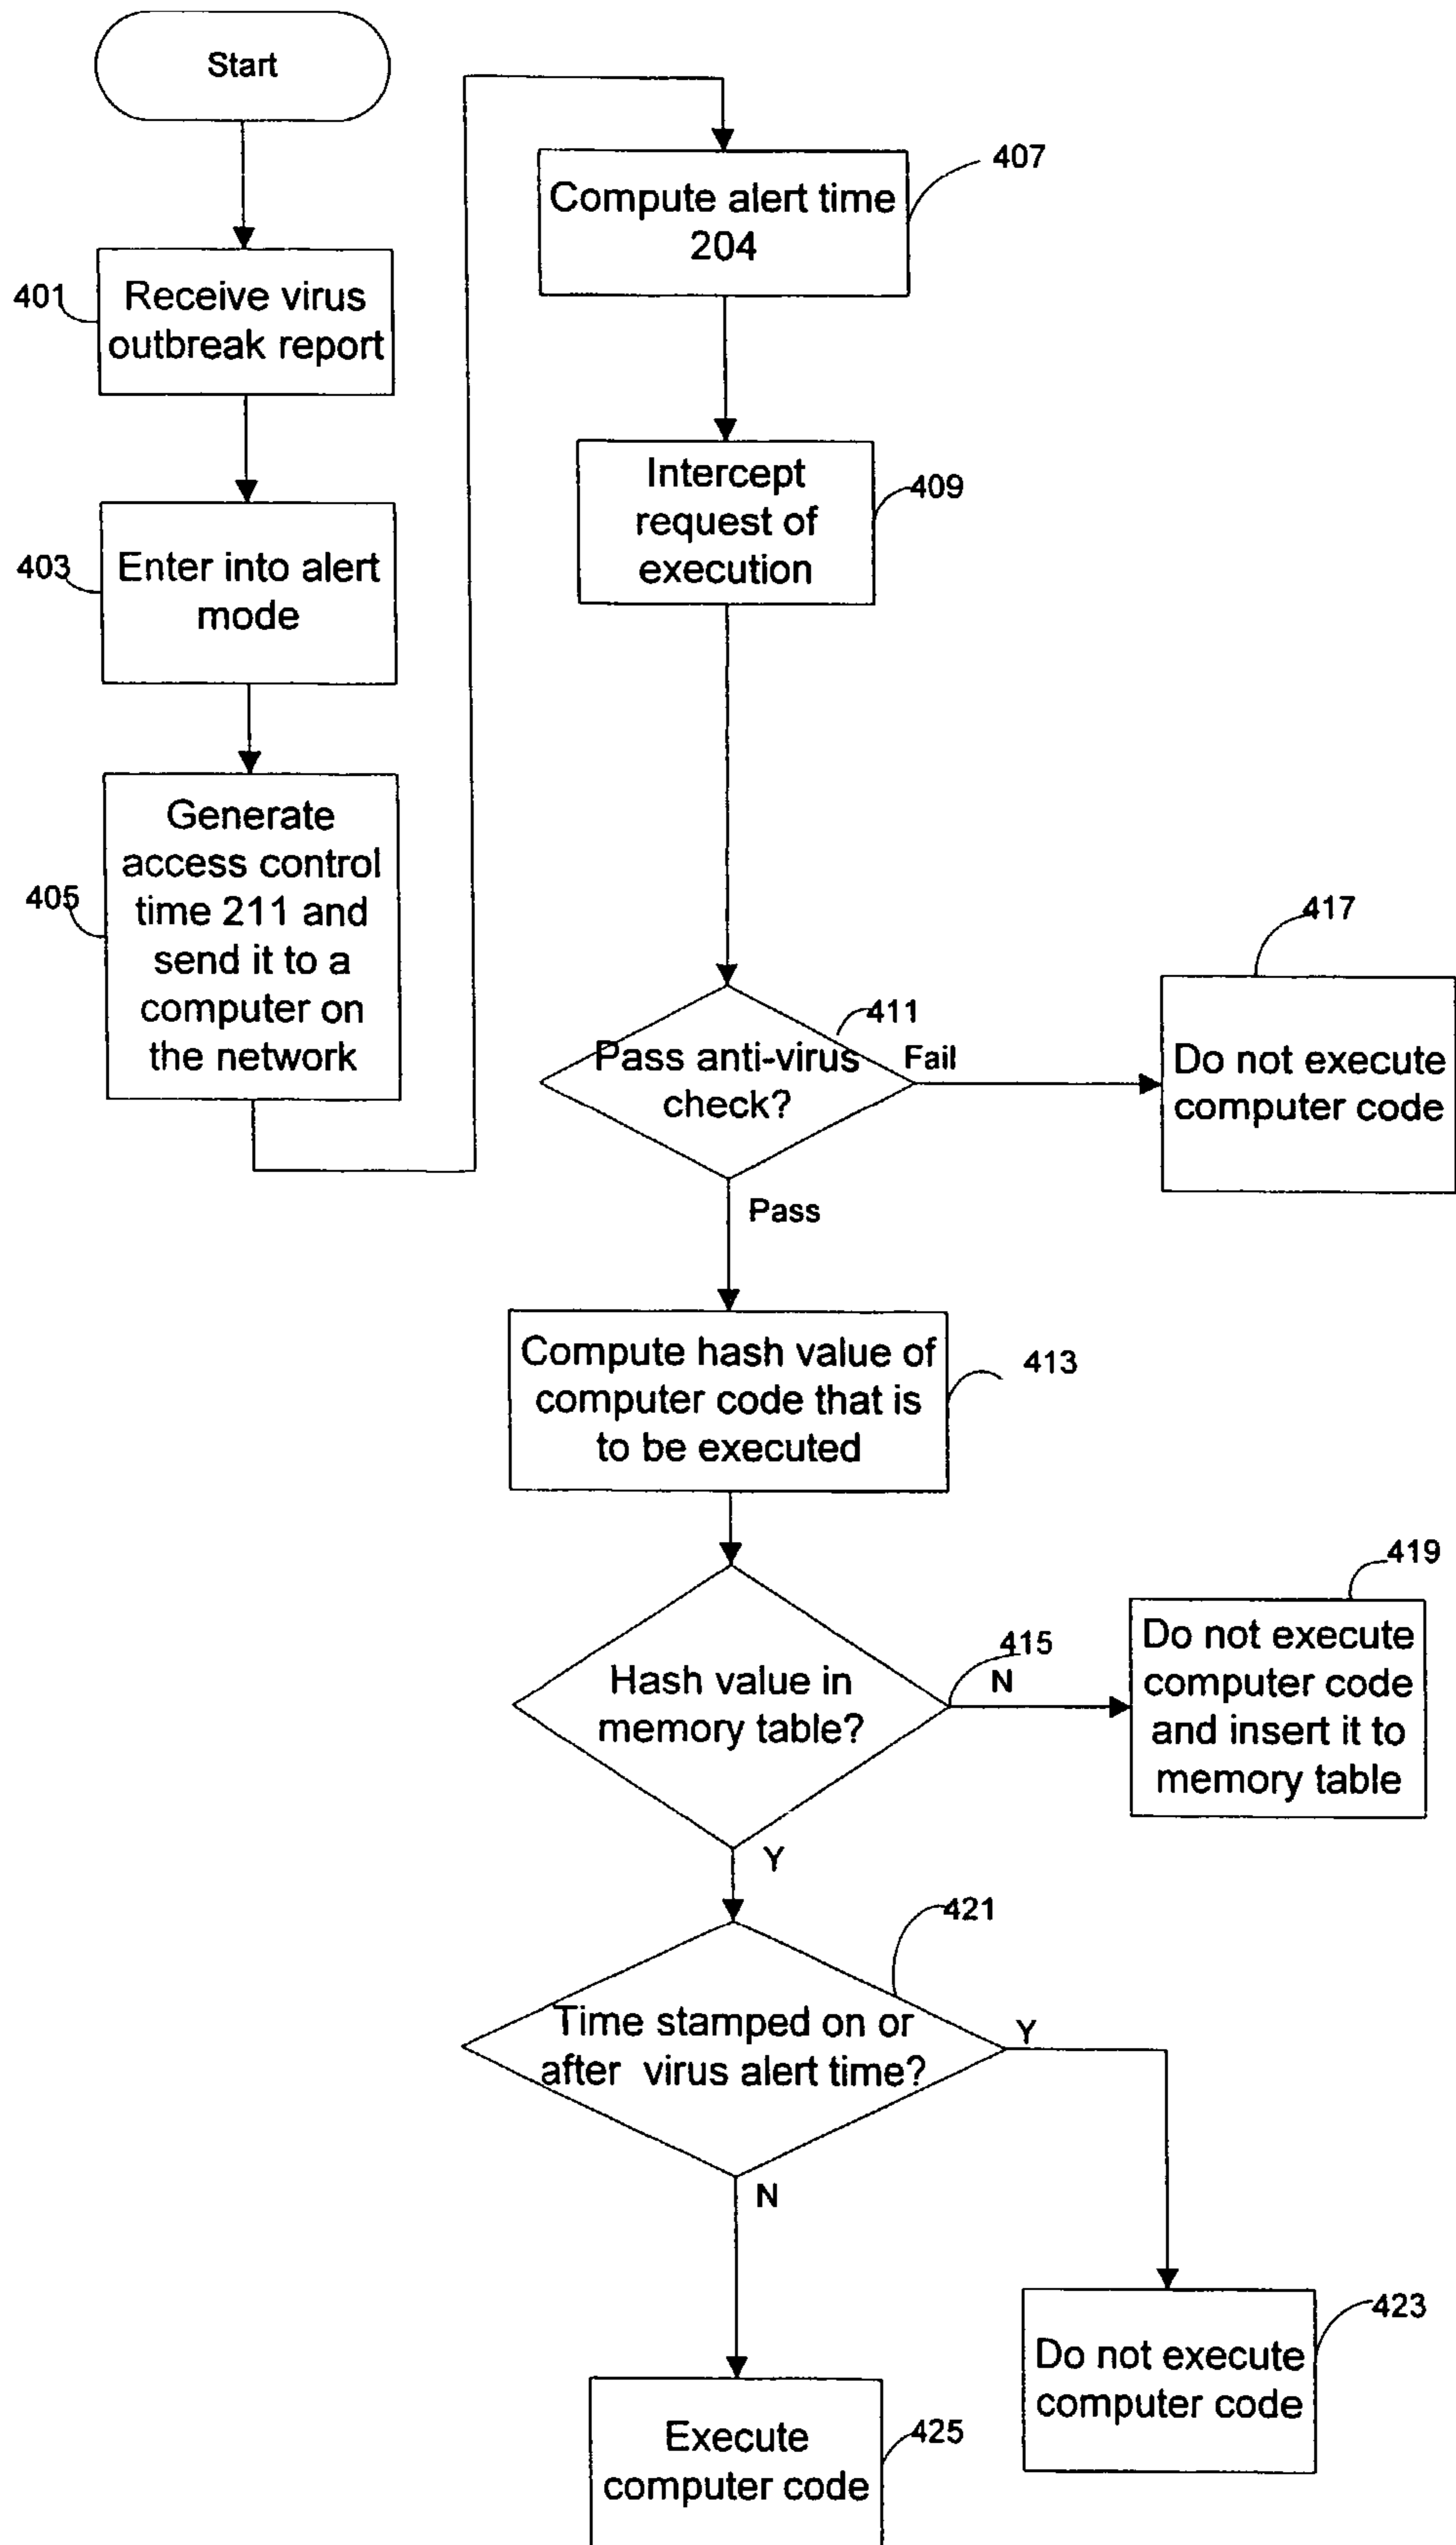 Start
401
Receive virus
outbreak report
403
Enter into alert
mode
405
Generate
access control
time 211 and
send it to a
computer on
the network
407
Compute alert time
204
Intercept
request of
execution
409
411
Pass anti-virus
check?
Fail
417
Do not execute
computer code
Pass
Compute hash value of
computer code that is
to be executed
413
Hash value in
memory table?
415
N
419
Do not execute
computer code
and insert it to
memory table
Y
421
Time stamped on or
after virus alert time?
Y
N
423
Do not execute
computer code
Execute
computer code
425